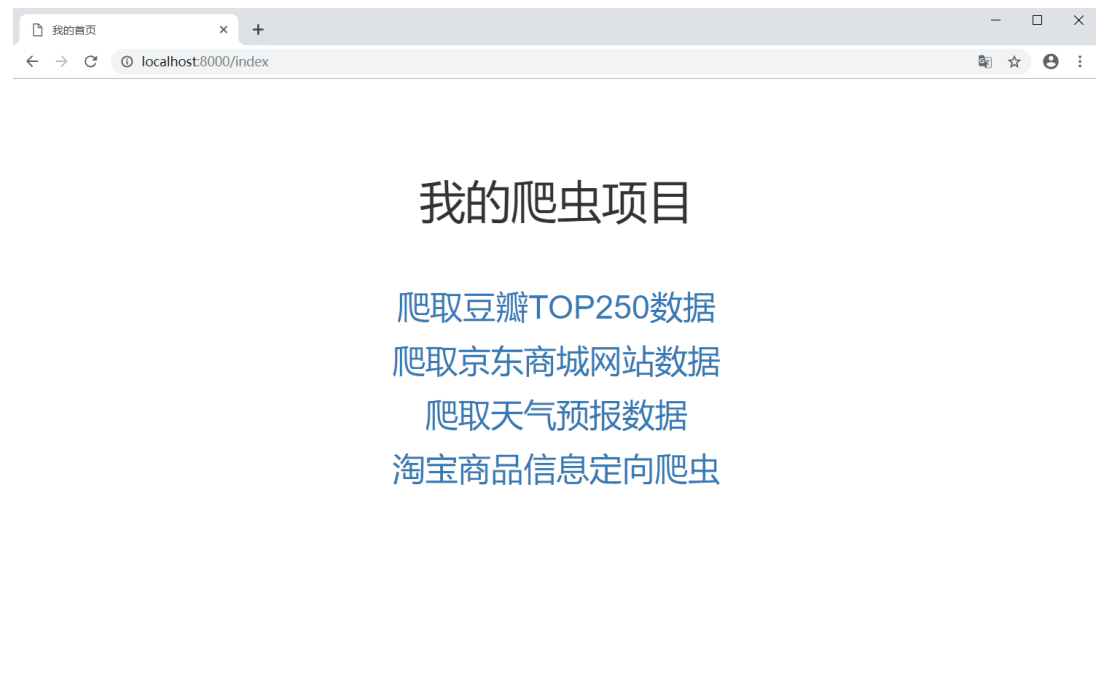 我的首页
localhost:8000/index
我的爬虫项目
爬取豆瓣TOP250数据
爬取京东商城网站数据
爬取天气预报数据
淘宝商品信息定向爬虫